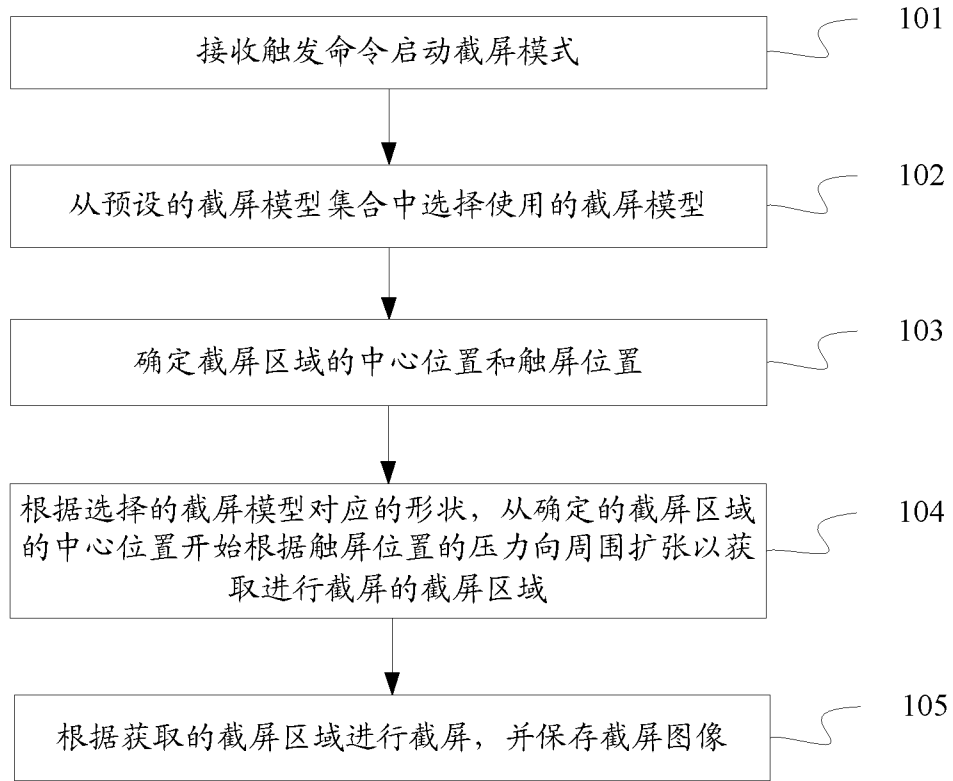 接收触发命令启动截屏模式
101
从预设的截屏模型集合中选择使用的截屏模型
102
确定截屏区域的中心位置和触屏位置
103
根据选择的截屏模型对应的形状，从确定的截屏区域
的中心位置开始根据触屏位置的压力向周围扩张以获
取进行截屏的截屏区域
104
根据获取的截屏区域进行截屏，并保存截屏图像
105